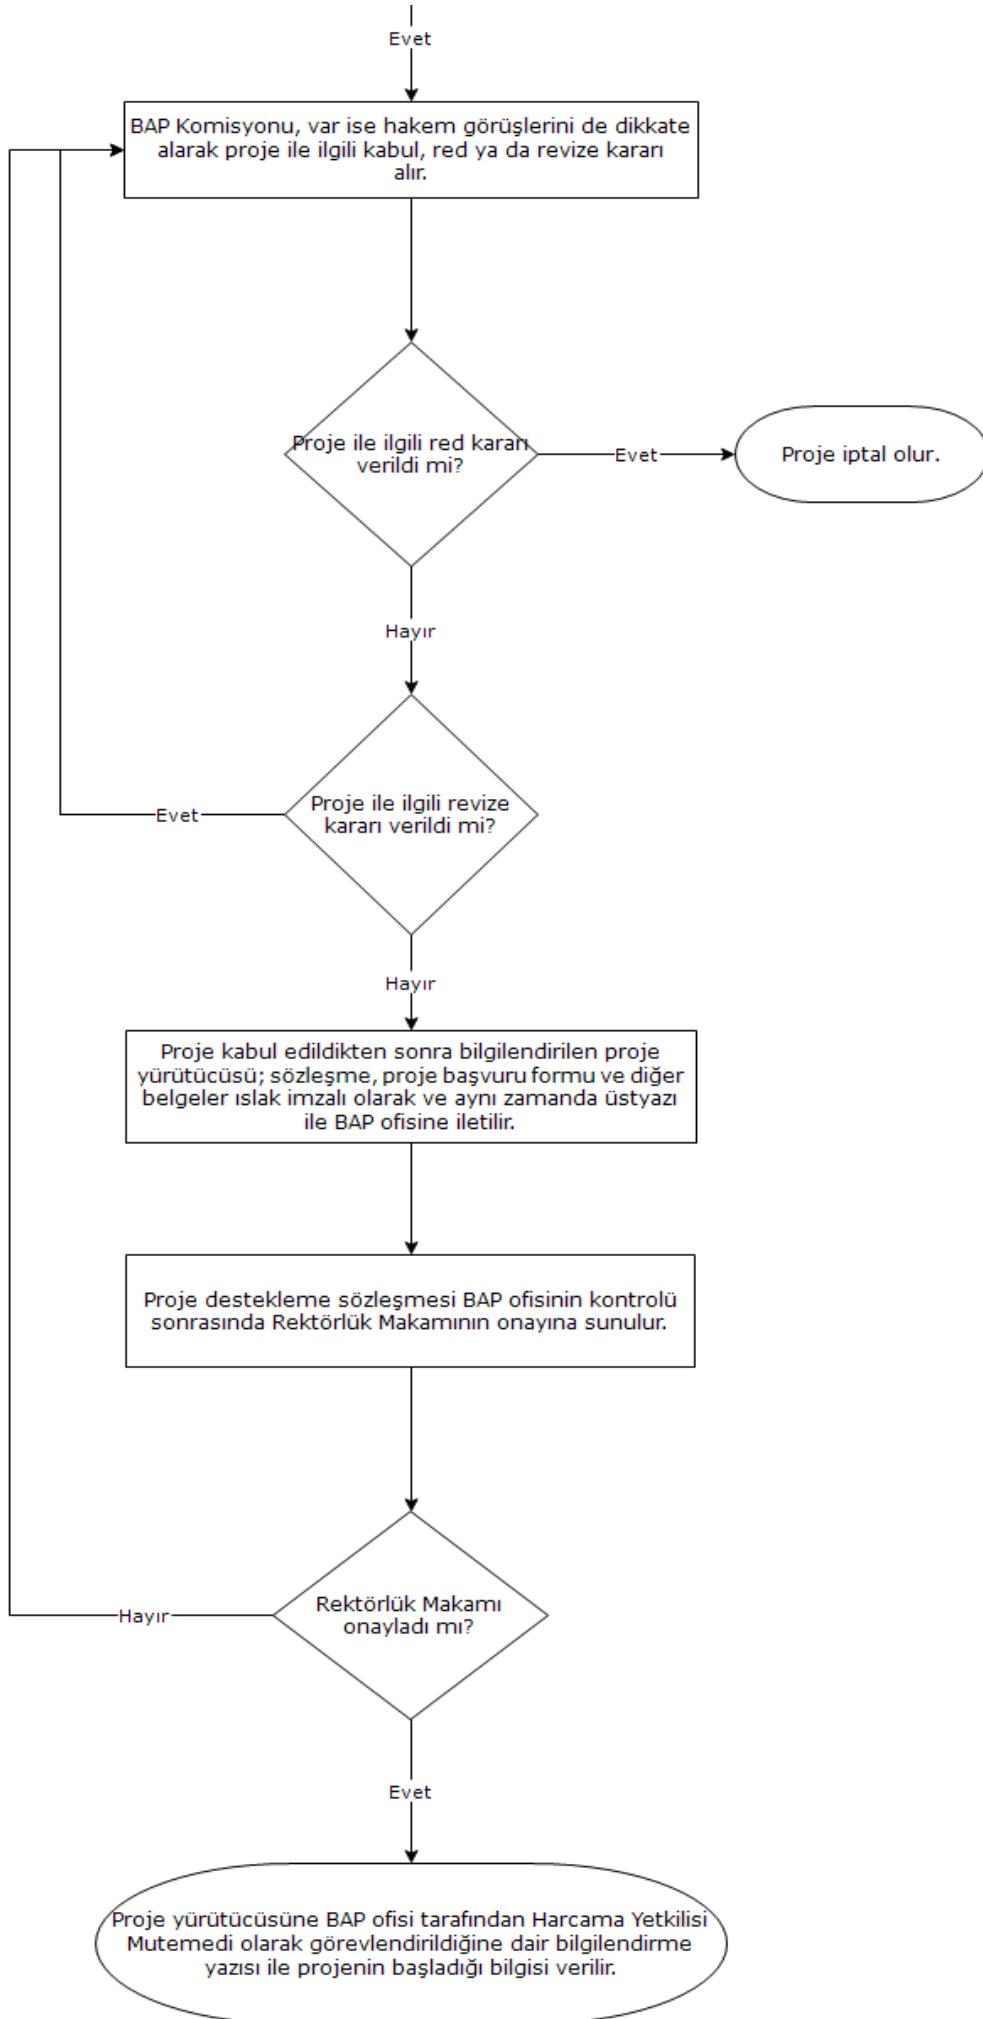 Evet
BAP Komisyonu, var ise hakem görüşlerini de dikkate
alarak proje ile ilgili kabul, red ya da revize kararı
alır.
Proje ile ilgili red kararı
verildi mi?
Evet
Proje iptal olur.
Hayır
Proje ile ilgili revize
kararı verildi mi?
Evet
Hayır
Proje kabul edildikten sonra bilgilendirilen proje
yürütücüsü; sözleşme, proje başvuru formu ve diğer
belgeler ıslak imzalı olarak ve aynı zamanda üstyazı
ile BAP ofisine iletilir.
Proje destekleme sözleşmesi BAP ofisinin kontrolü
sonrasında Rektörlük Makamının onayına sunulur.
Rektörlük Makamı
onayladı mı?
Hayır
Evet
Proje yürütücüsüne BAP ofisi tarafından Harcama Yetkilisi
Mutemedi olarak görevlendirildiğine dair bilgilendirme
yazısı ile projenin başladığı bilgisi verilir.